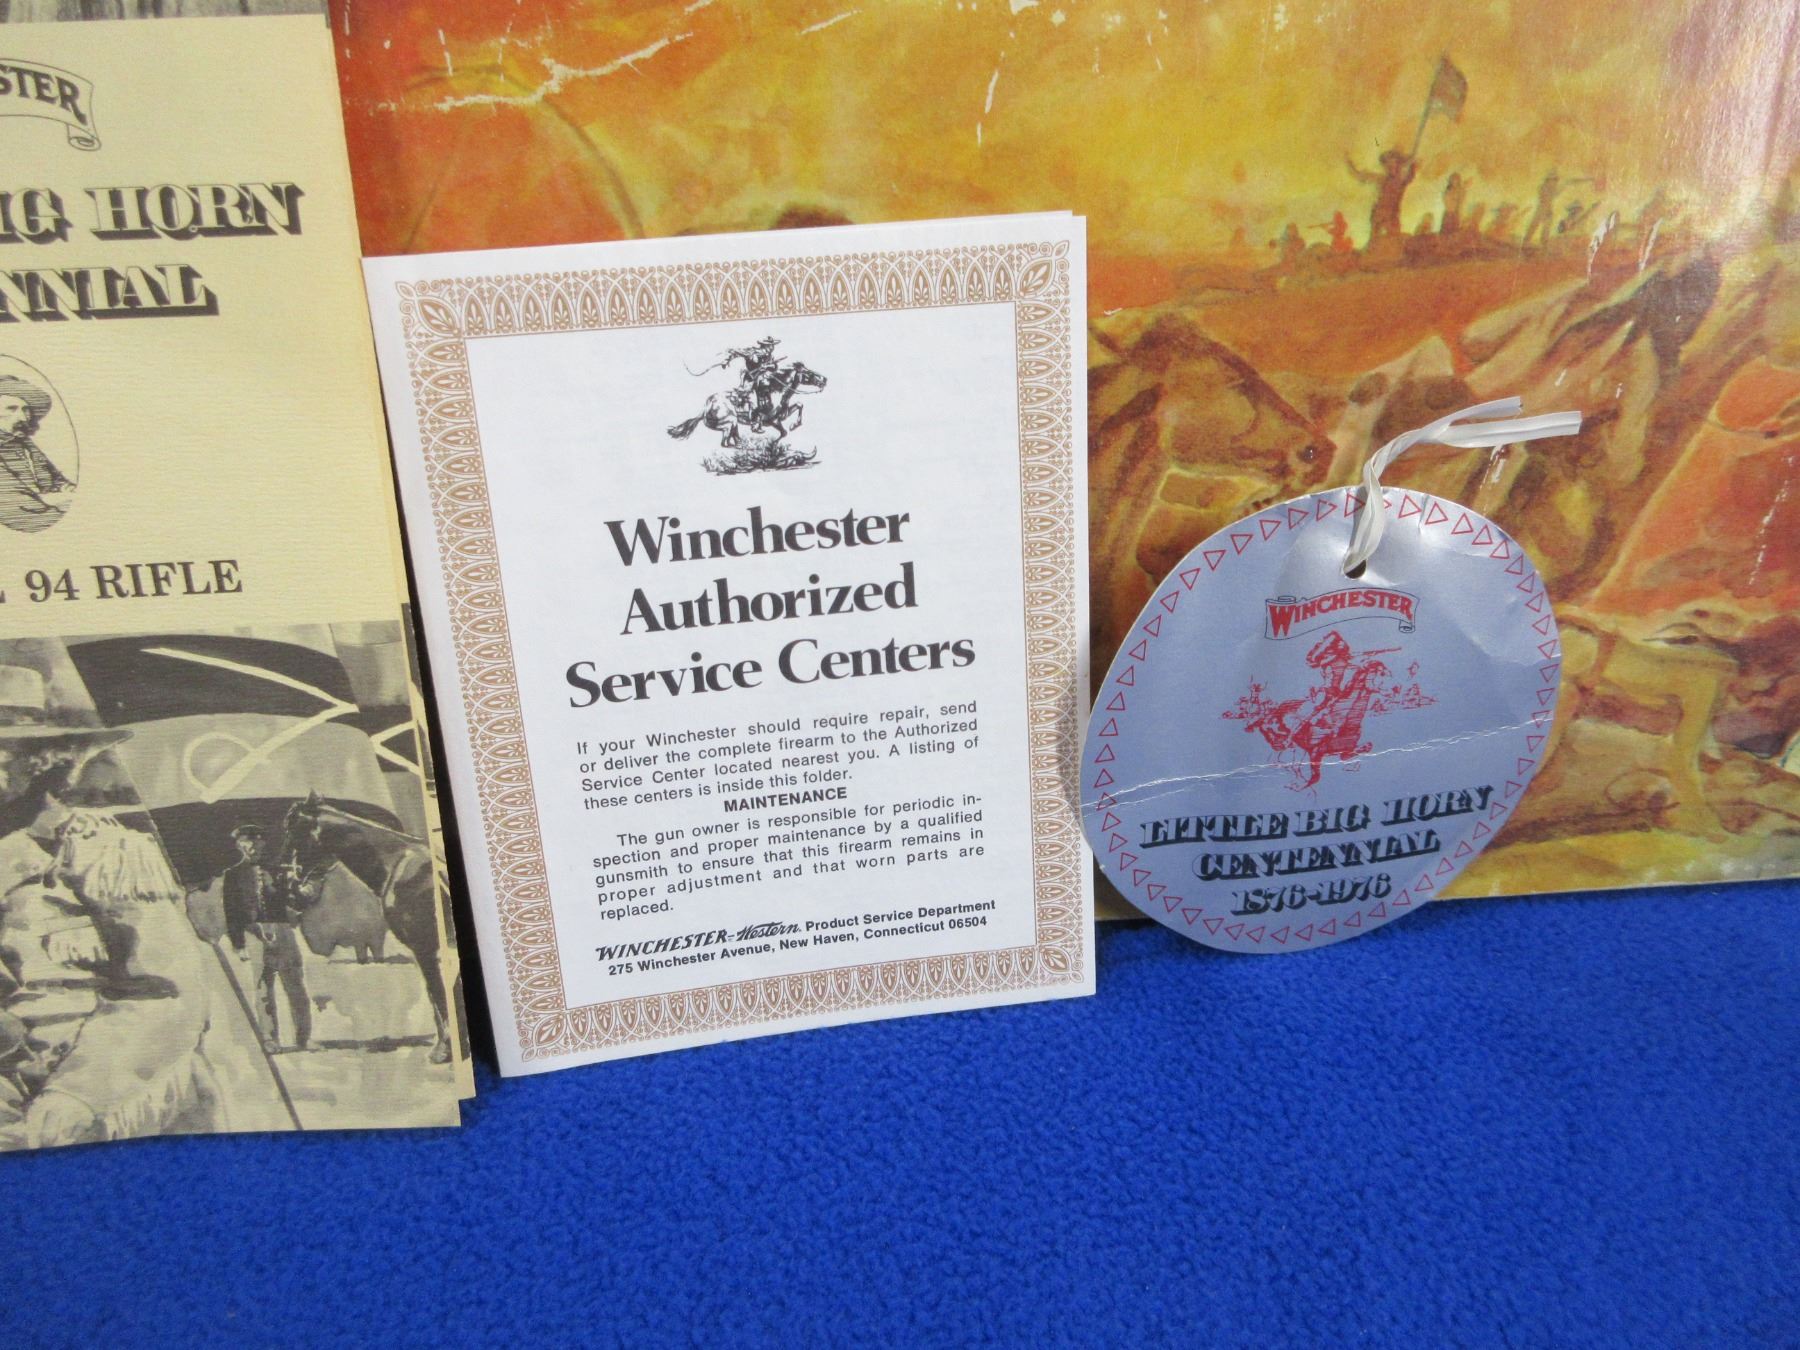 STER
IG HORN
NNIAL
94 RIFLE
Winchester
Authorized
Service Centers
If your Winchester should require repair, send
or deliver the complete firearm to the Authorized
Service Center located nearest you. A listing of
these centers is inside this folder.
MAINTENANCE
The gun owner is responsible for periodic in-
spection and proper maintenance by a qualified
gunsmith to ensure that this firearm remains in
proper adjustment and that worn parts are
replaced.
WINCHESTER-Western. Product Service Department
275 Winchester Avenue, New Haven, Connecticut 06504
WINCHESTER
LITTLE BIG HORN
CENTENNIAL
1876-1976